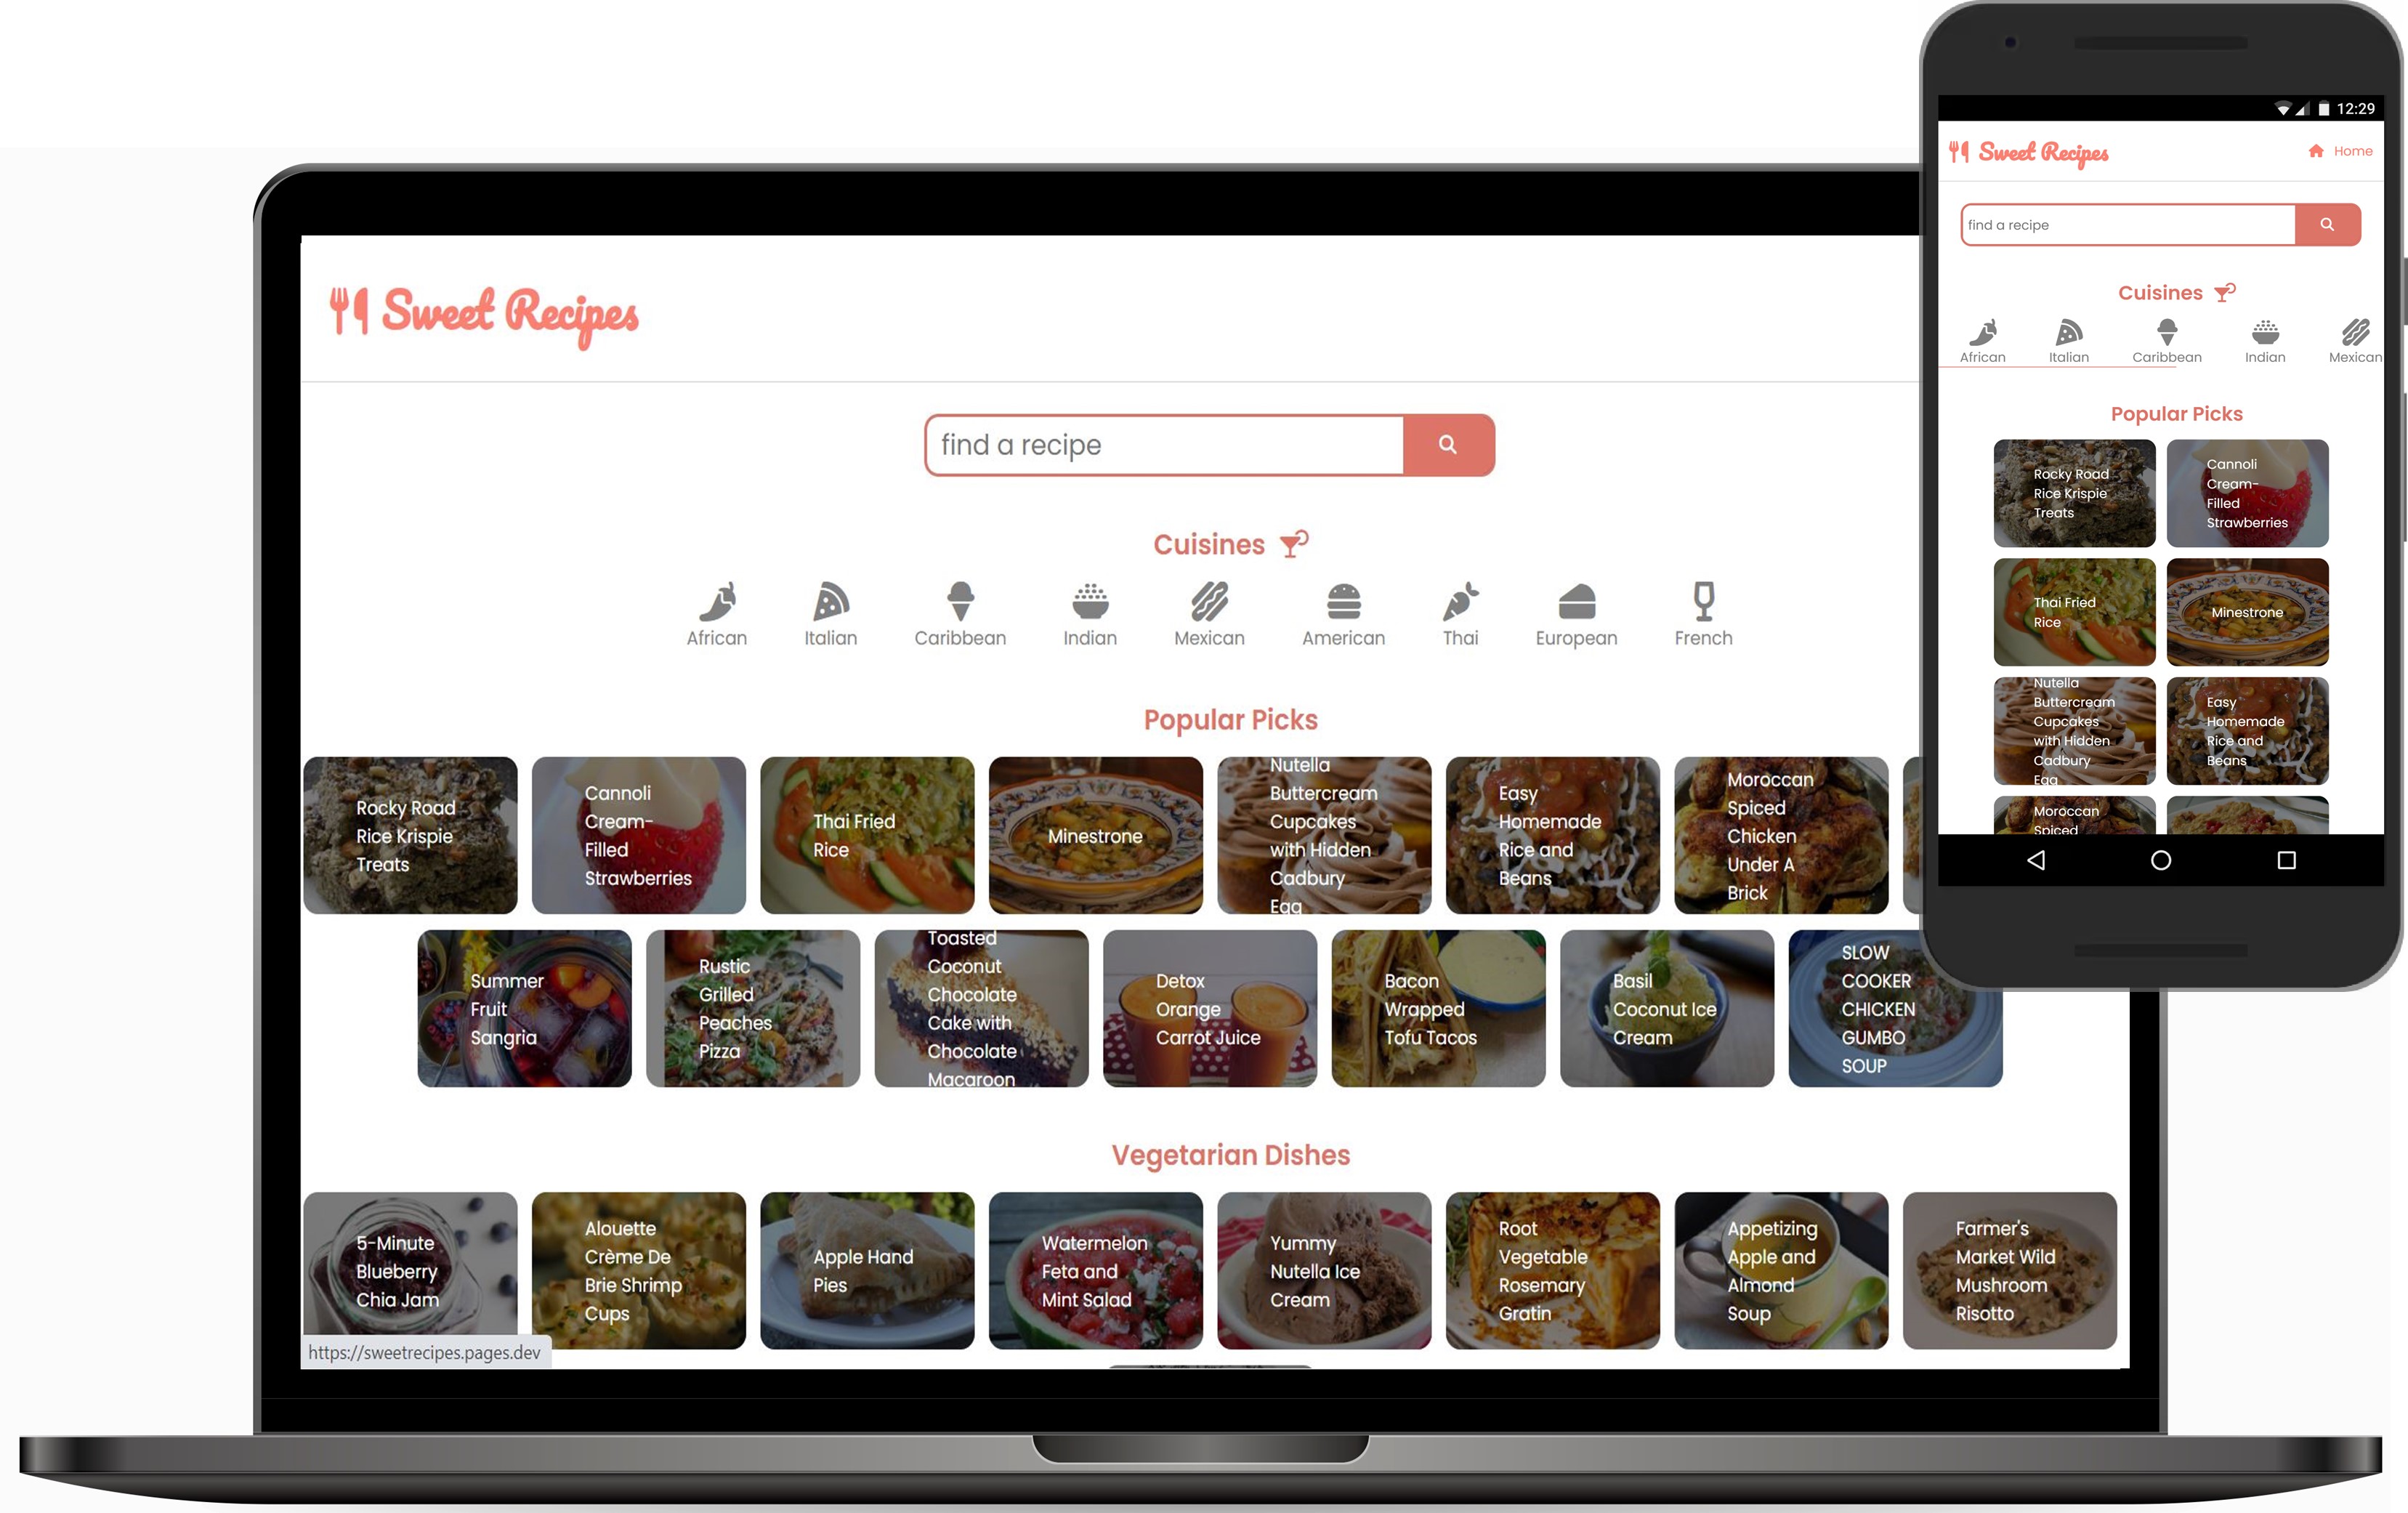 Sweet Recipes
find a recipe
Cuisines
African Italian Caribbean Indian Mexican American Thai European French
Popular Picks
Rocky Road
Rice Krispie
Treats
Cannoli
Cream-
Filled
Strawberries
Thai Fried
Rice
Minestrone
Nutella
Buttercream
Cupcakes
with Hidden
Cadbury
Egg
Easy
Homemade
Rice and
Beans
Moroccan
Spiced
Chicken
Under A
Brick
Summer
Fruit
Sangria
Rustic
Grilled
Peaches
Pizza
Toasted
Coconut
Chocolate
Cake with
Chocolate
Macaroon
Detox
Orange
Carrot Juice
Bacon
Wrapped
Tofu Tacos
Basil
Coconut Ice
Cream
SLOW
COOKER
CHICKEN
GUMBO
SOUP
Vegetarian Dishes
5-Minute
Blueberry
Chia Jam
Alouette
Crème De
Brie Shrimp
Cups
Apple Hand
Pies
Watermelon
Feta and
Mint Salad
Yummy
Nutella Ice
Cream
Root
Vegetable
Rosemary
Gratin
Appetizing
Apple and
Almond
Soup
Farmer's
Market Wild
Mushroom
Risotto
https://sweetrecipes.pages.dev
12:29
Sweet Recipes
Home
find a recipe
Cuisines
African Italian Caribbean Indian Mexican
Popular Picks
Rocky Road
Rice Krispie
Treats
Cannoli
Cream-
Filled
Strawberries
Thai Fried
Rice
Minestrone
Nutella
Buttercream
Cupcakes
with Hidden
Cadbury
Egg
Easy
Homemade
Rice and
Beans
Moroccan
Spiced